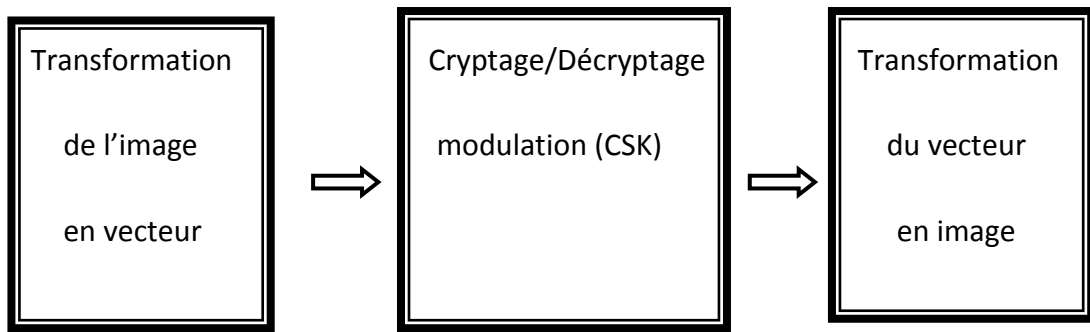 Transformation
de l’image
en vecteur
Cryptage/Décryptage
modulation (CSK)
Transformation
du vecteur
en image